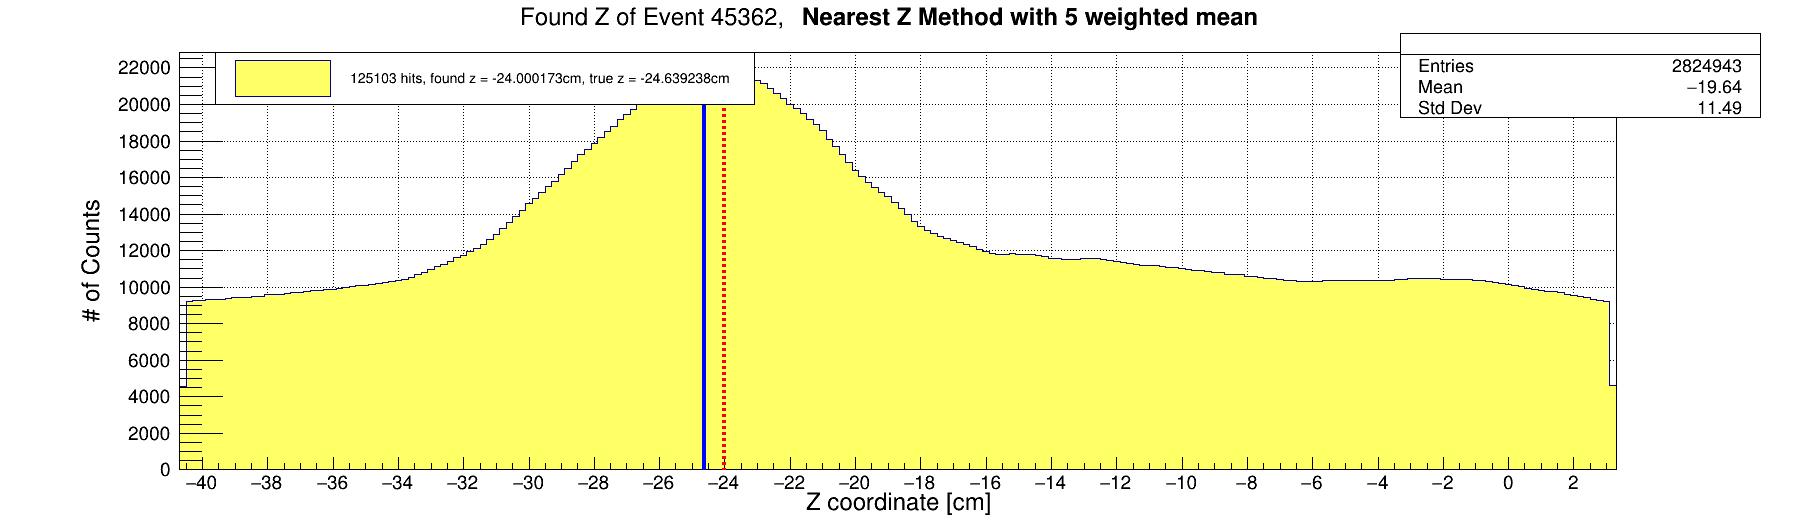 Found Z of Event 45362, Nearest Z Method with 5 weighted mean
125103 hits, found z = -24.000173cm, true z = -24.639238cm
Entries 2824943
Mean −19.64
Std Dev 11.49
22000
20000
18000
16000
14000
12000
10000
8000
6000
4000
2000
0
# of Counts
−40 −38 −36 −34 −32 −30 −28 −26 −24 −22 −20 −18 −16 −14 −12 −10 −8 −6 −4 −2 0 2
Z coordinate [cm]